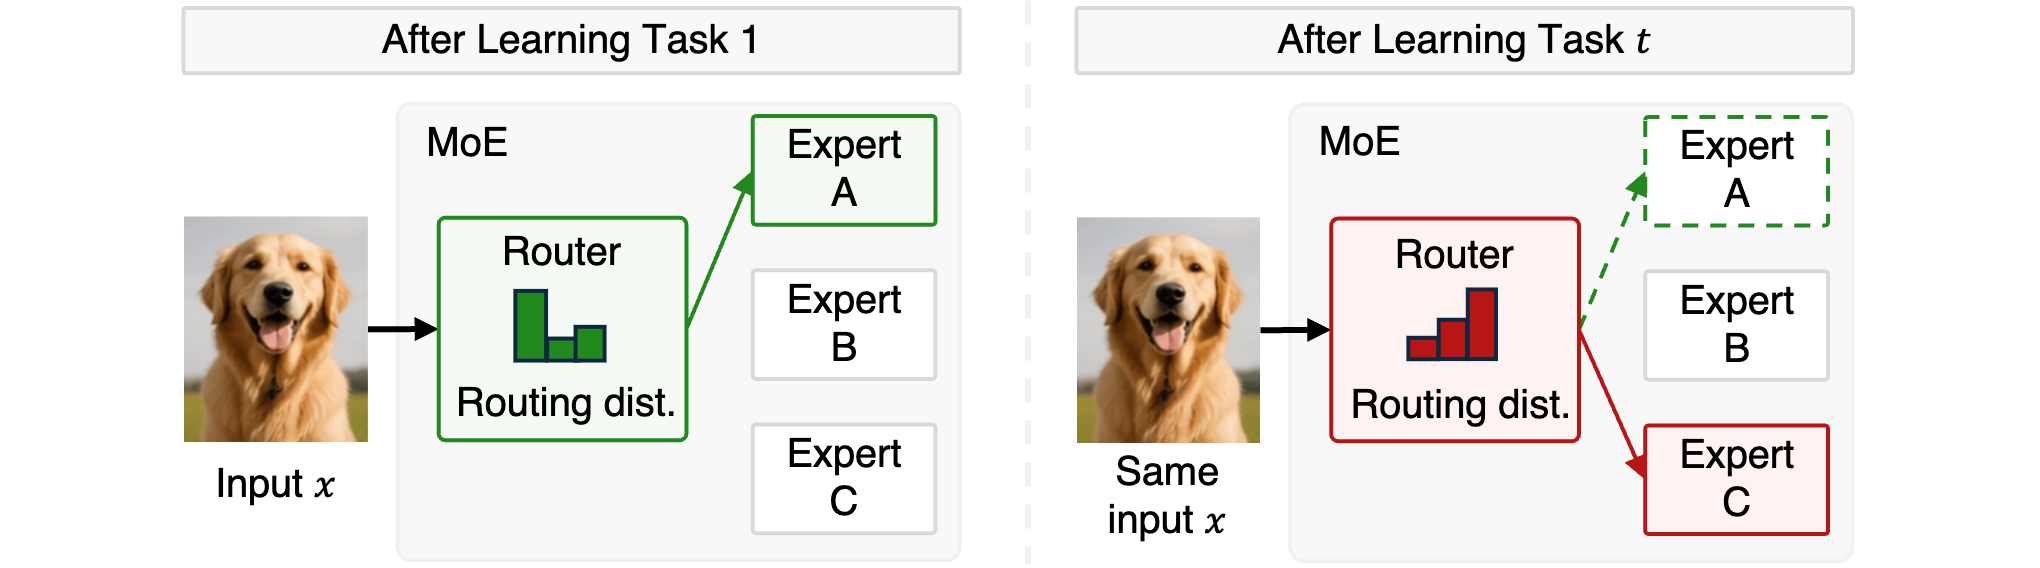 After Learning Task 1
MoE
Expert
A
Router
Routing dist.
Expert
B
Expert
C
Input x
After Learning Task t
MoE
Expert
A
Router
Routing dist.
Expert
B
Expert
C
Same
input x